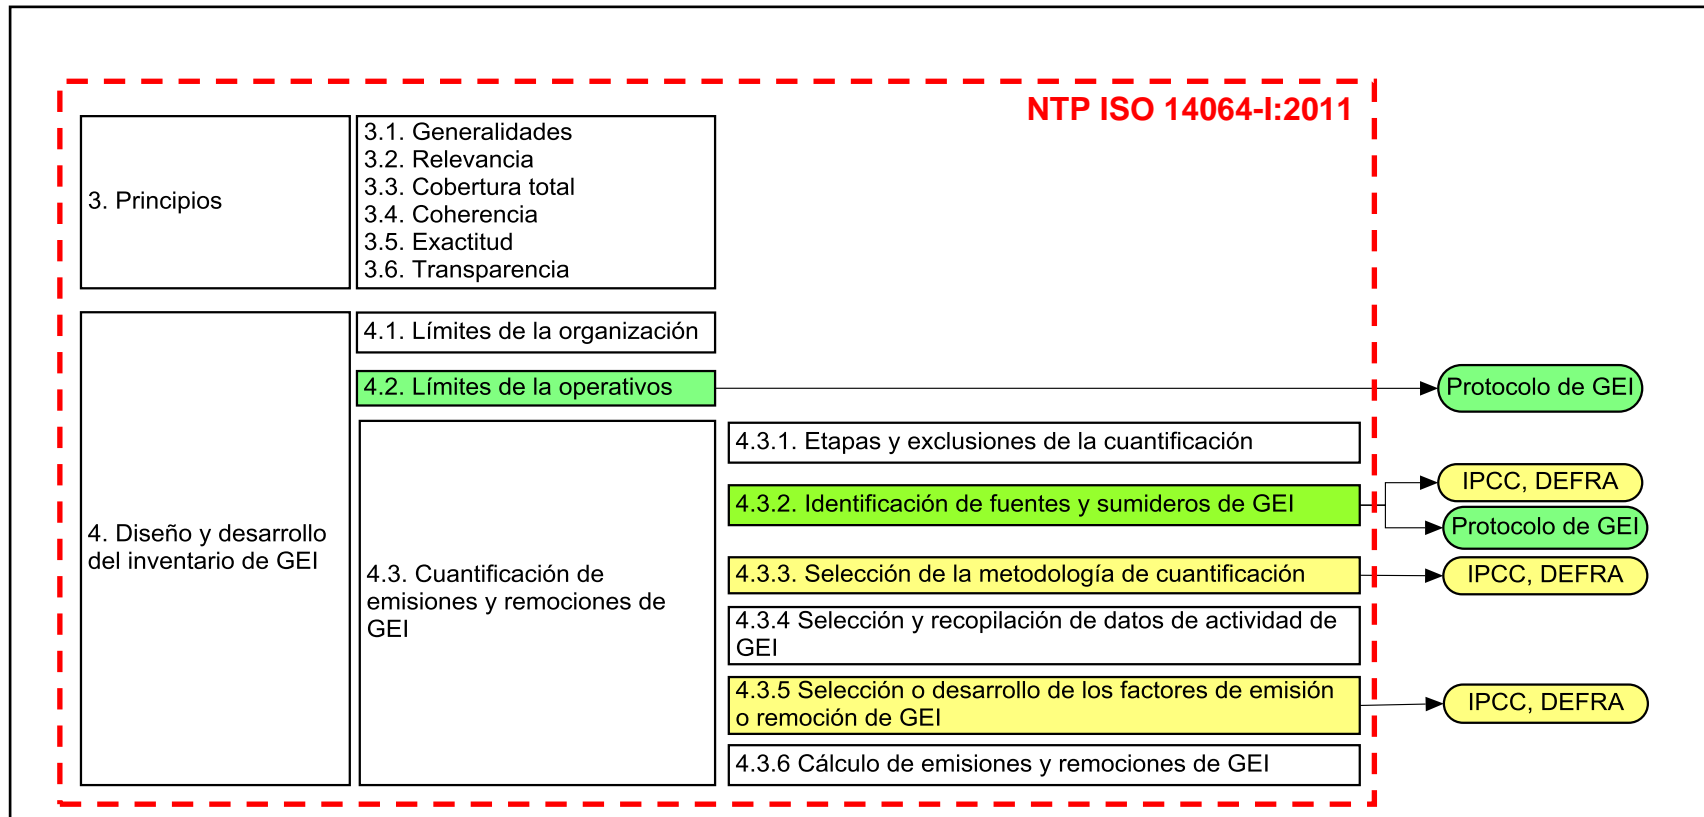 NTP ISO 14064-I:2011
3. Principios
3.1. Generalidades
3.2. Relevancia
3.3. Cobertura total
3.4. Coherencia
3.5. Exactitud
3.6. Transparencia
4. Diseño y desarrollo
del inventario de GEI
4.1. Límites de la organización
4.2. Límites de la operativos
Protocolo de GEI
4.3. Cuantificación de
emisiones y remociones de
GEI
4.3.1. Etapas y exclusiones de la cuantificación
4.3.2. Identificación de fuentes y sumideros de GEI
IPCC, DEFRA
Protocolo de GEI
4.3.3. Selección de la metodología de cuantificación
IPCC, DEFRA
4.3.4 Selección y recopilación de datos de actividad de
GEI
4.3.5 Selección o desarrollo de los factores de emisión
o remoción de GEI
IPCC, DEFRA
4.3.6 Cálculo de emisiones y remociones de GEI